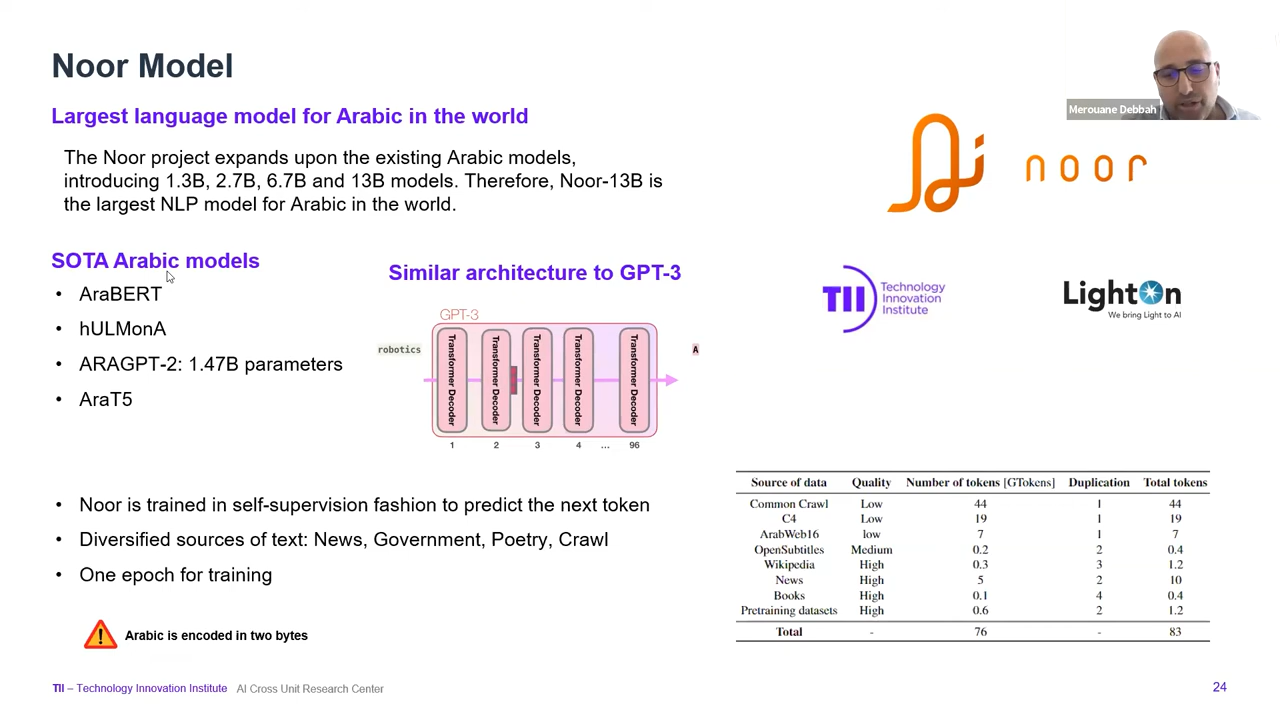 Noor Model
Merouane Debbah
Largest language model for Arabic in the world
The Noor project expands upon the existing Arabic models,
introducing 1.3B, 2.7B, 6.7B and 13B models. Therefore, Noor-13B is
the largest NLP model for Arabic in the world.
noor
SOTA Arabic models
• AraBERT
• hULMonA
• ARAGPT-2: 1.47B parameters
• AraT5
Similar architecture to GPT-3
GPT-3
robotics
Transformer Decoder
Transformer Decoder
Transformer Decoder
Transformer Decoder
Transformer Decoder
A
1 2 3 4 ... 96
TII Technology
Innovation
Institute
LightOn
We bring Light to AI
• Noor is trained in self-supervision fashion to predict the next token
• Diversified sources of text: News, Government, Poetry, Crawl
• One epoch for training
Arabic is encoded in two bytes
Source of data Quality Number of tokens [GTokens] Duplication Total tokens
Common Crawl Low 44 1 44
C4 Low 19 1 19
ArabWeb16 low 7 1 7
OpenSubtitles Medium 0.2 2 0.4
Wikipedia High 0.3 3 1.2
News High 5 2 10
Books High 0.1 4 0.4
Pretraining datasets High 0.6 2 1.2
Total - 76 - 83
TII – Technology Innovation Institute AI Cross Unit Research Center
24